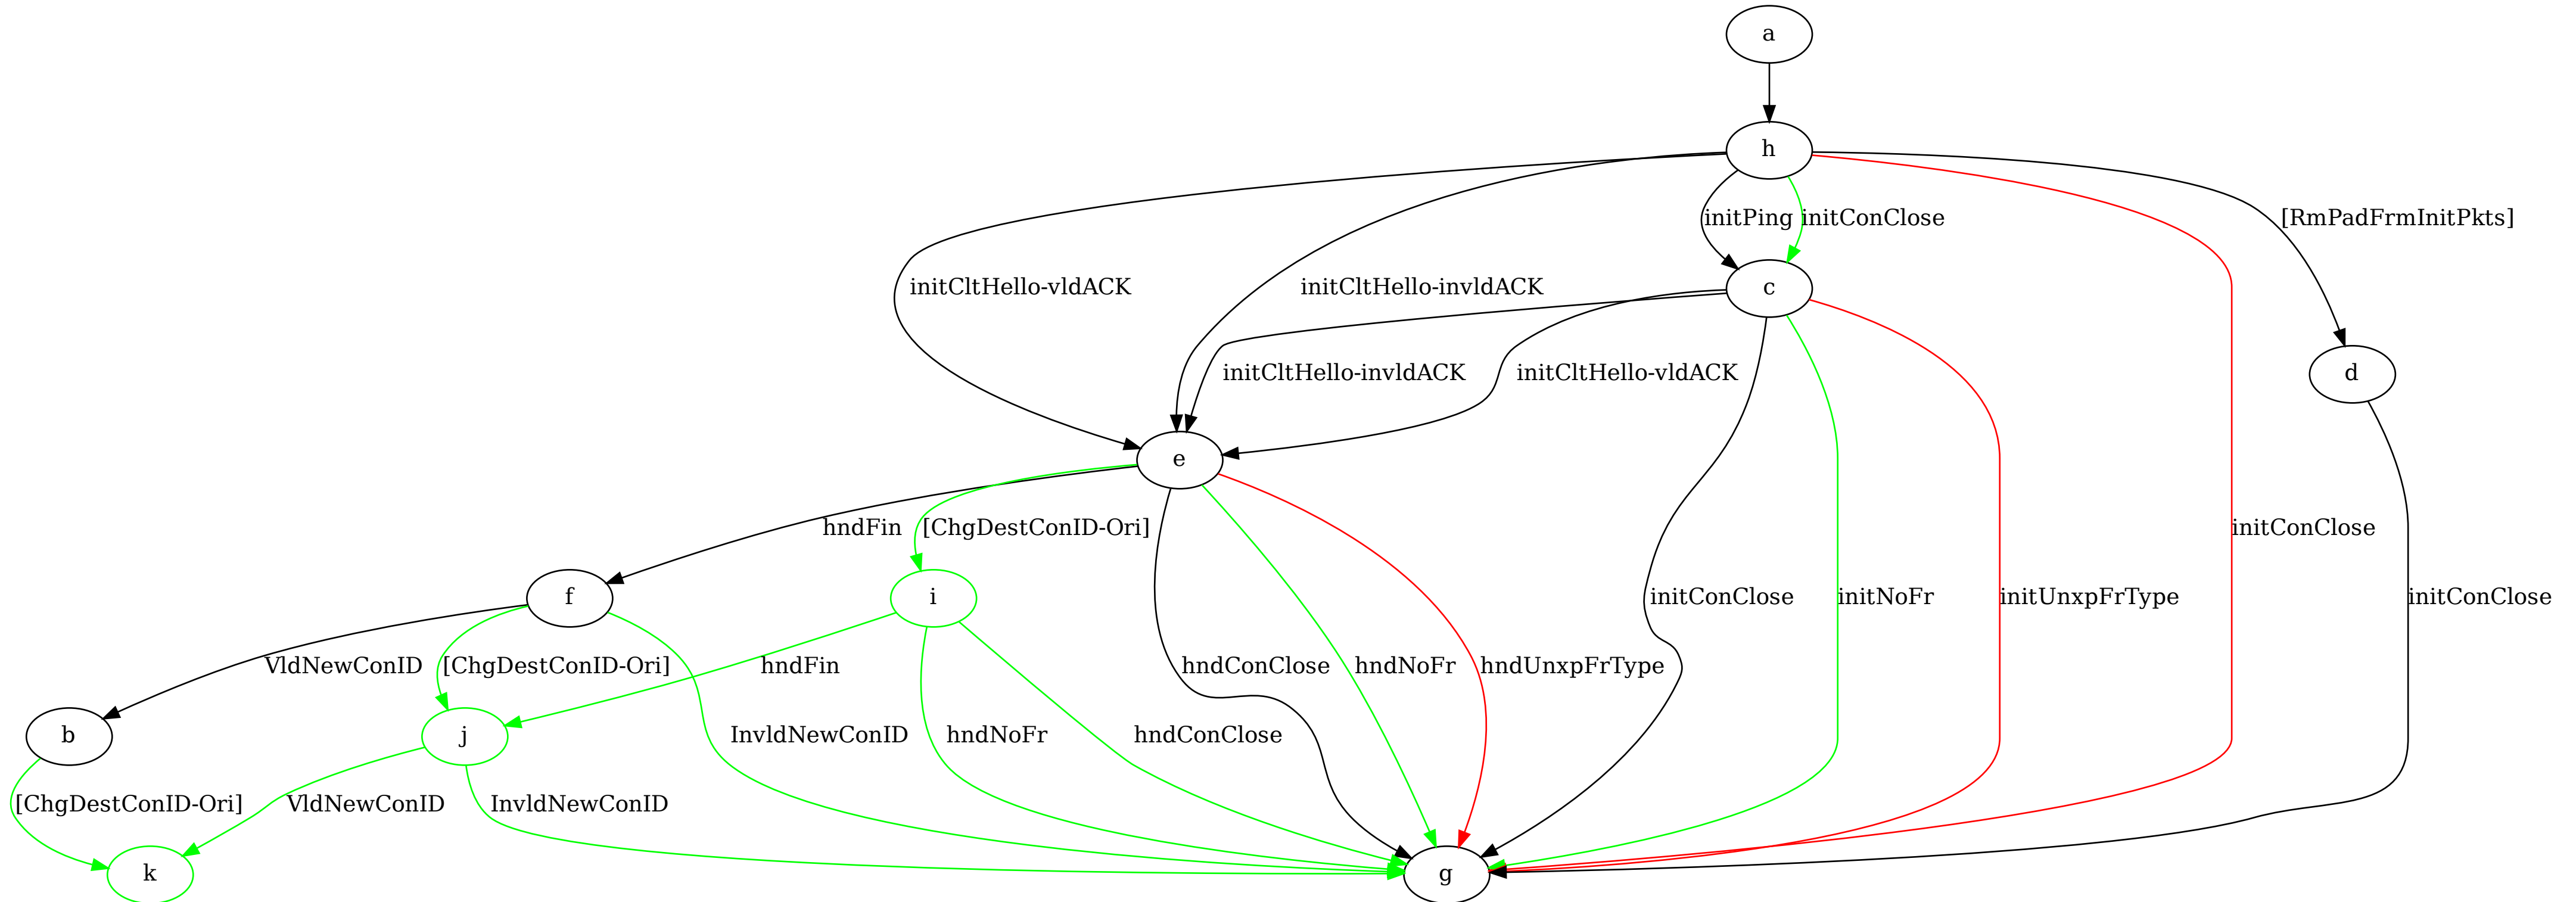 a
h
initPing
initConClose
[RmPadFrmInitPkts]
initCltHello-vldACK
initCltHello-invldACK
c
initCltHello-invldACK
initCltHello-vldACK
d
e
hndFin
[ChgDestConID-Ori]
initConClose
f
i
initConClose
initNoFr
initUnxpFrType
initConClose
VldNewConID
[ChgDestConID-Ori]
hndFin
hndConClose
hndNoFr
hndUnxpFrType
b
j
InvldNewConID
hndNoFr
hndConClose
[ChgDestConID-Ori]
VldNewConID
InvldNewConID
k
g